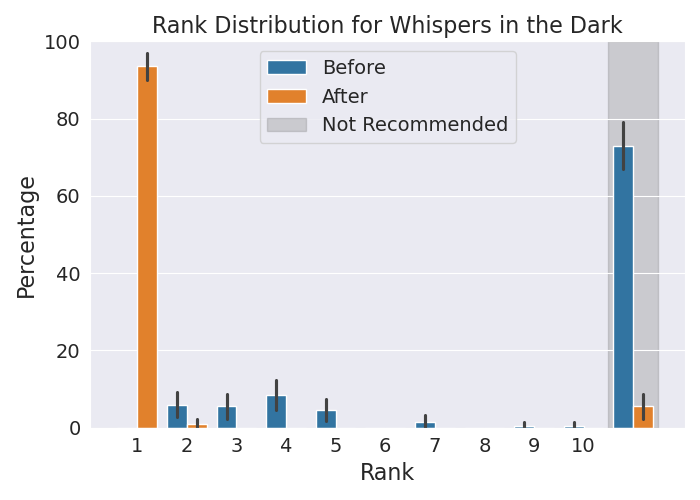 Rank Distribution for Whispers in the Dark
Before
After
Not Recommended
Percentage
100
80
60
40
20
0
1 2 3 4 5 6 7 8 9 10
Rank